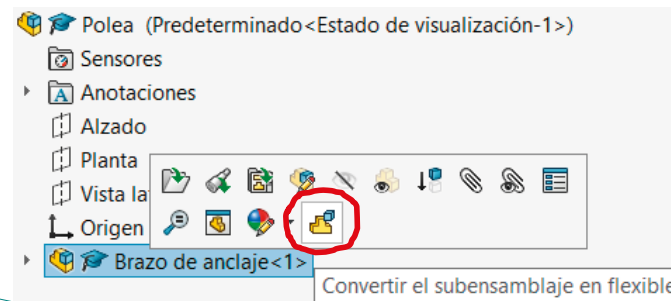 Polea (Predeterminado<Estado de visualización-1>)
Sensores
A Anotaciones
Alzado
Planta
Vista la
Origen
Brazo de anclaje<1>
Convertir el subensamblaje en flexible